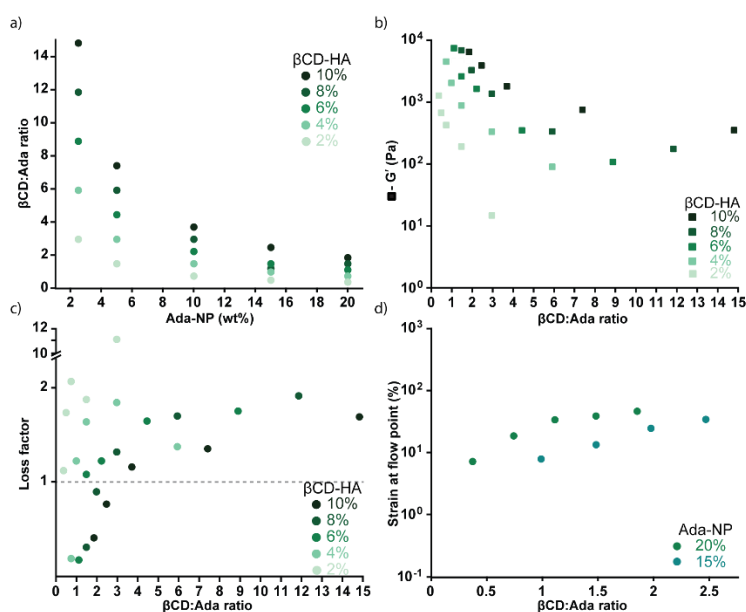 a)
14
12
10
8
6
4
2
0
βCD:Ada ratio
2 4 6 8 10 12 14 16 18 20
Ada-NP (wt%)
βCD-HA
10%
8%
6%
4%
2%
b)
10⁴
10³
10²
10¹
10⁰
- G' (Pa)
0 1 2 3 4 5 6 7 8 9 10 11 12 13 14 15
βCD:Ada ratio
βCD-HA
10%
8%
6%
4%
2%
c)
12
10
2
1
Loss factor
0 1 2 3 4 5 6 7 8 9 10 11 12 13 14 15
βCD:Ada ratio
βCD-HA
10%
8%
6%
4%
2%
d)
10³
10²
10¹
10⁰
10⁻¹
Strain at flow point (%)
0 0.5 1 1.5 2 2.5
βCD:Ada ratio
Ada-NP
20%
15%